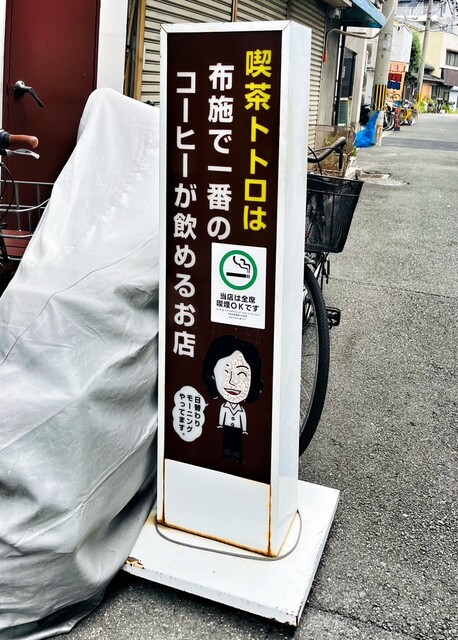 喫茶トトロは
布施で一番の
コーヒーが飲めるお店
当店は全席
喫煙OKです
日替わり
モーニング
やってます。